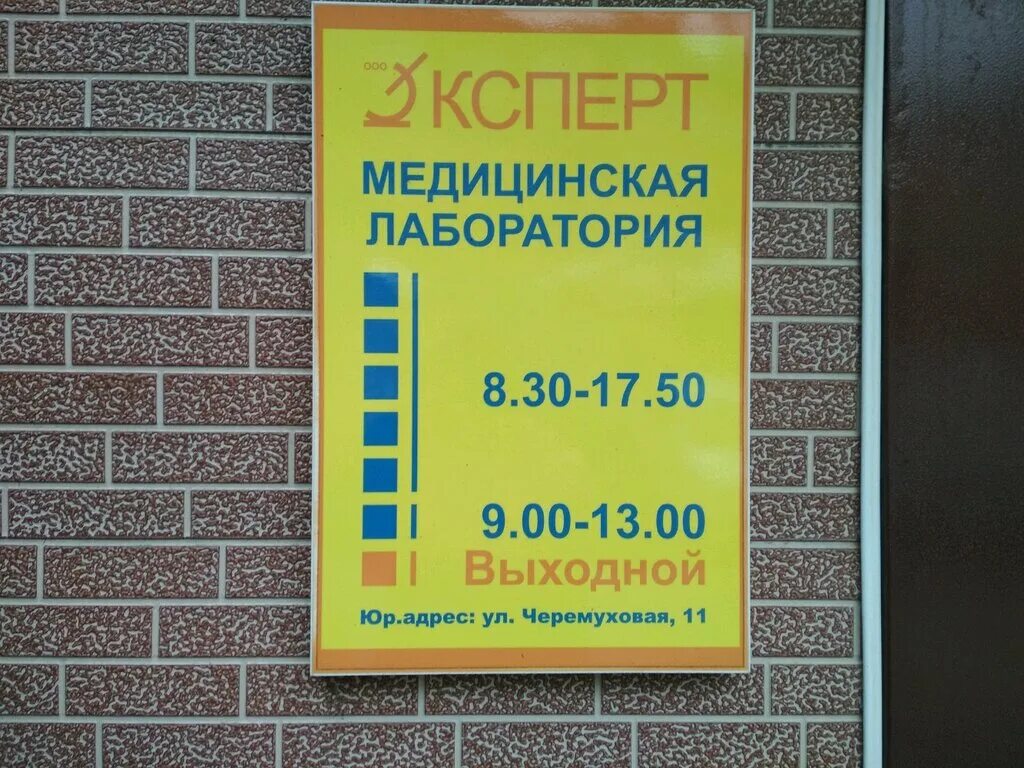 ООО ЭКСПЕРТ
МЕДИЦИНСКАЯ
ЛАБОРАТОРИЯ
8.30-17.50
9.00-13.00
Выходной
Юр.адрес: ул. Черемуховая, 11